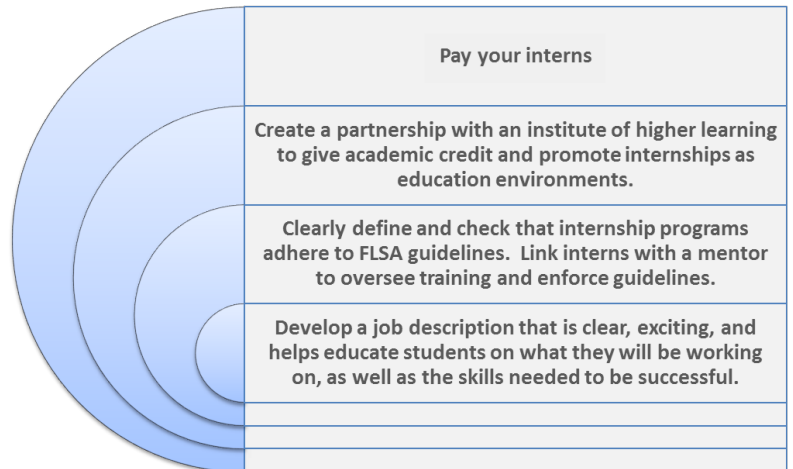 Pay your interns
Create a partnership with an institute of higher learning
to give academic credit and promote internships as
education environments.
Clearly define and check that internship programs
adhere to FLSA guidelines.  Link interns with a mentor
to oversee training and enforce guidelines.
Develop a job description that is clear, exciting, and
helps educate students on what they will be working
on, as well as the skills needed to be successful.